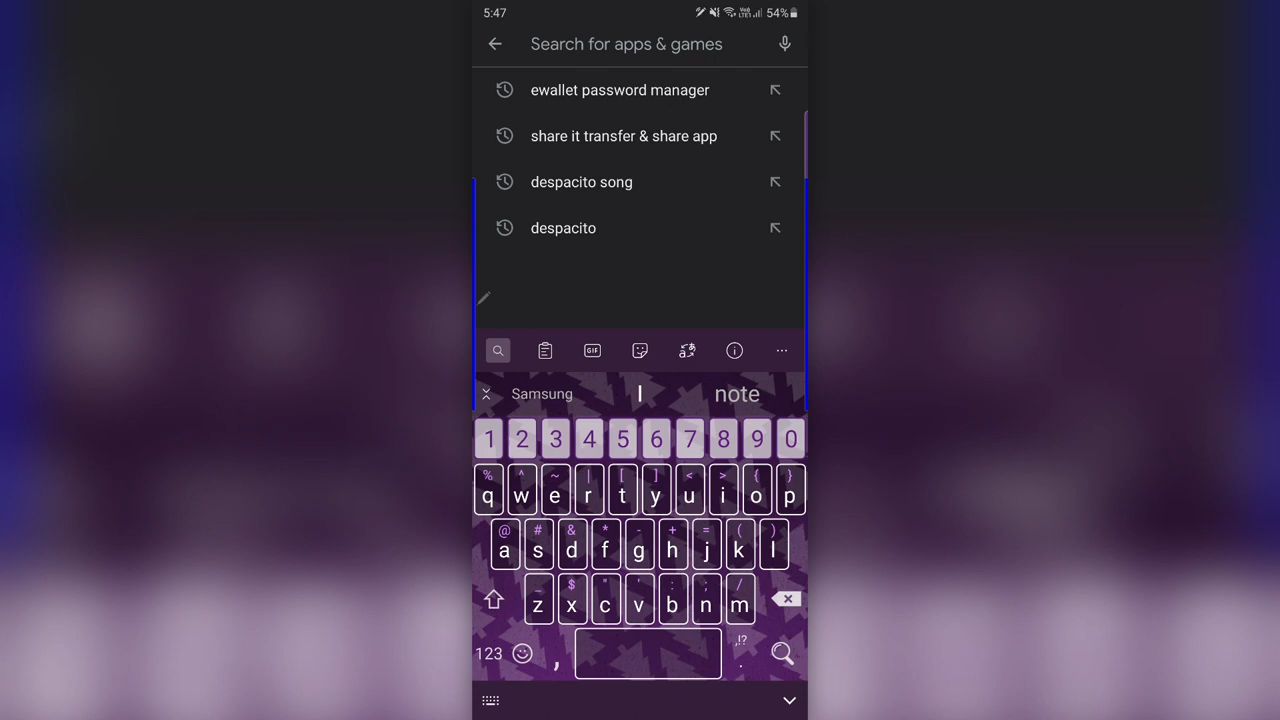 5:47 54%
Search for apps & games
ewallet password manager
share it transfer & share app
despacito song
despacito
GIF
Samsung I note
1 2 3 4 5 6 7 8 9 0
% ^ ~ | [ ] < > { }
q w e r t y u i o p
@ # & * - + = ( )
a s d f g h j k l
_ $ " ' : ; /
z x c v b n m
123 , ,!? .